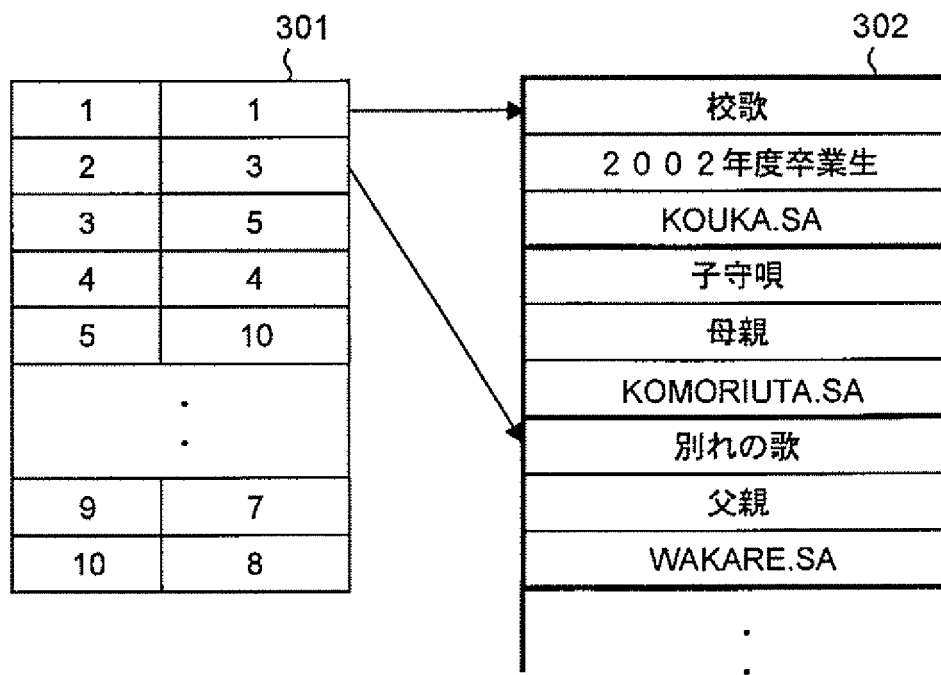 301
1 1
2 3
3 5
4 4
5 10
・
・
9 7
10 8
302
校歌
2002年度卒業生
KOUKA.SA
子守唄
母親
KOMORIUTA.SA
別れの歌
父親
WAKARE.SA
・
・